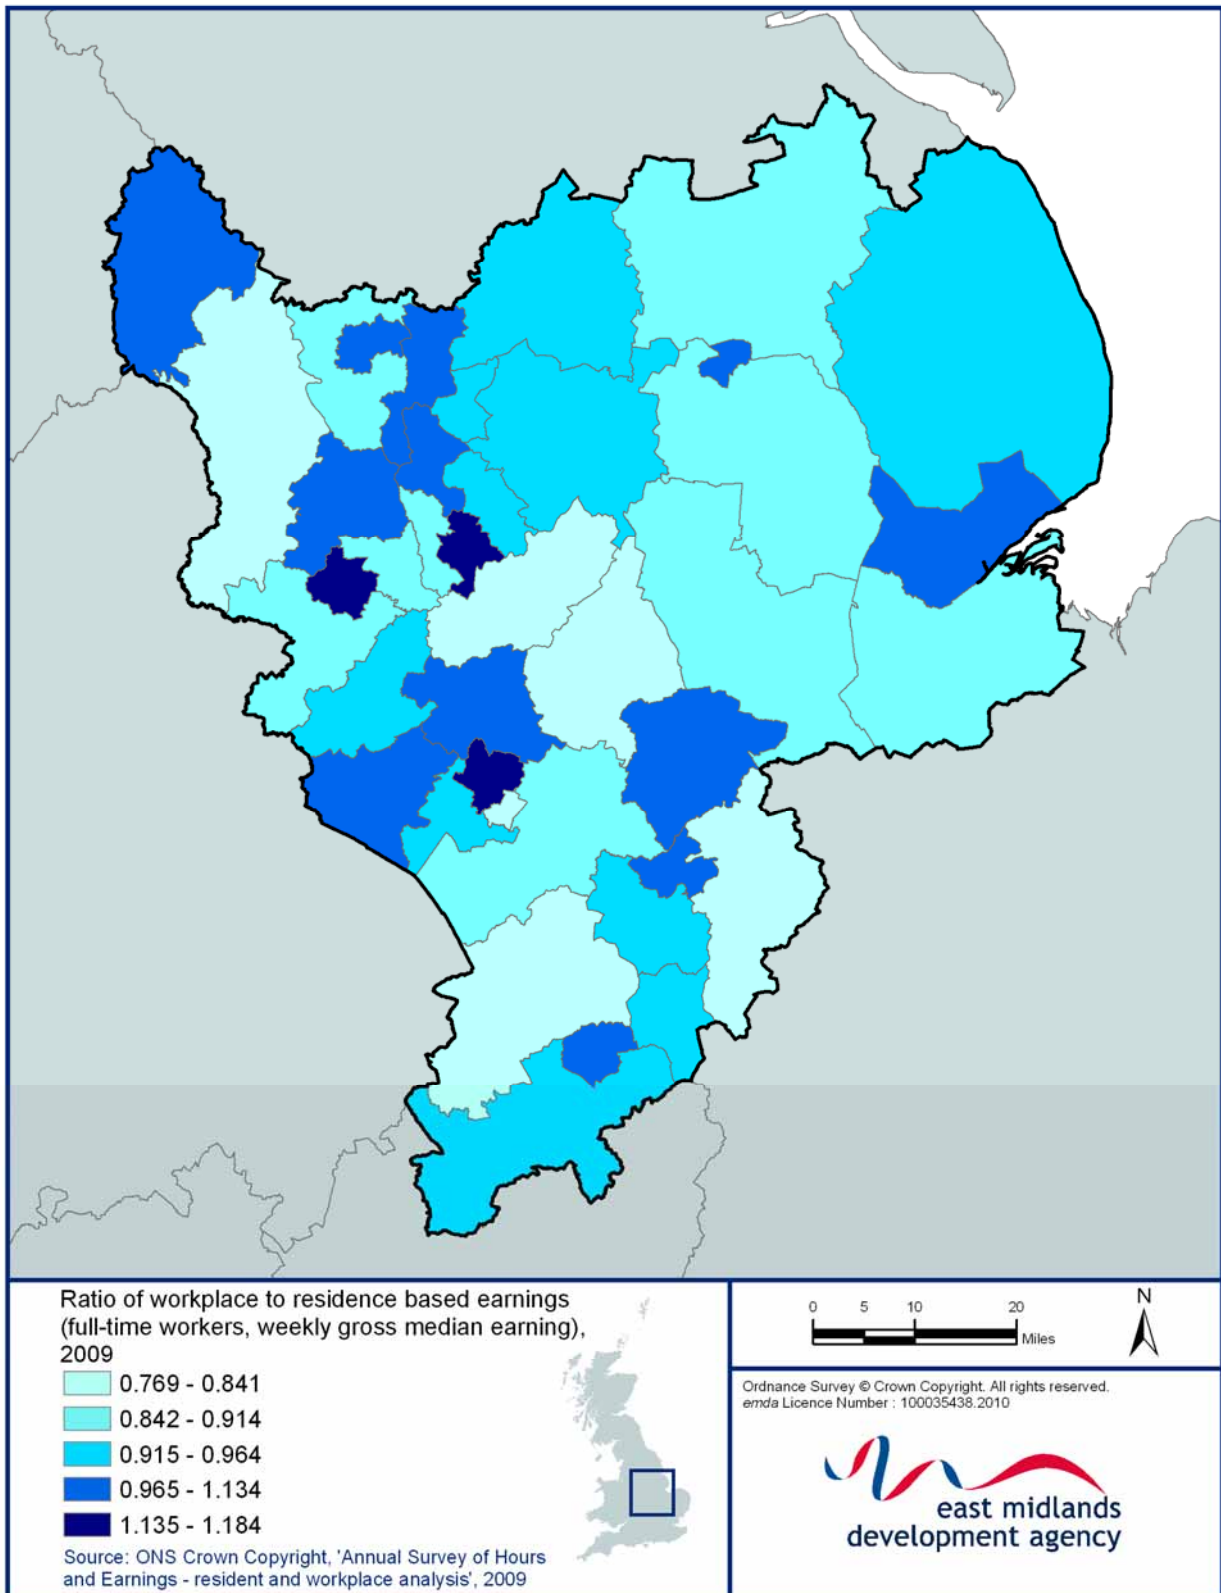 Ratio of workplace to residence based earnings
(full-time workers, weekly gross median earning),
2009
0.769 - 0.841
0.842 - 0.914
0.915 - 0.964
0.965 - 1.134
1.135 - 1.184
Source: ONS Crown Copyright, 'Annual Survey of Hours
and Earnings - resident and workplace analysis', 2009
0 5 10 20
Miles
N
Ordnance Survey © Crown Copyright. All rights reserved.
emda Licence Number : 100035438.2010
east midlands
development agency